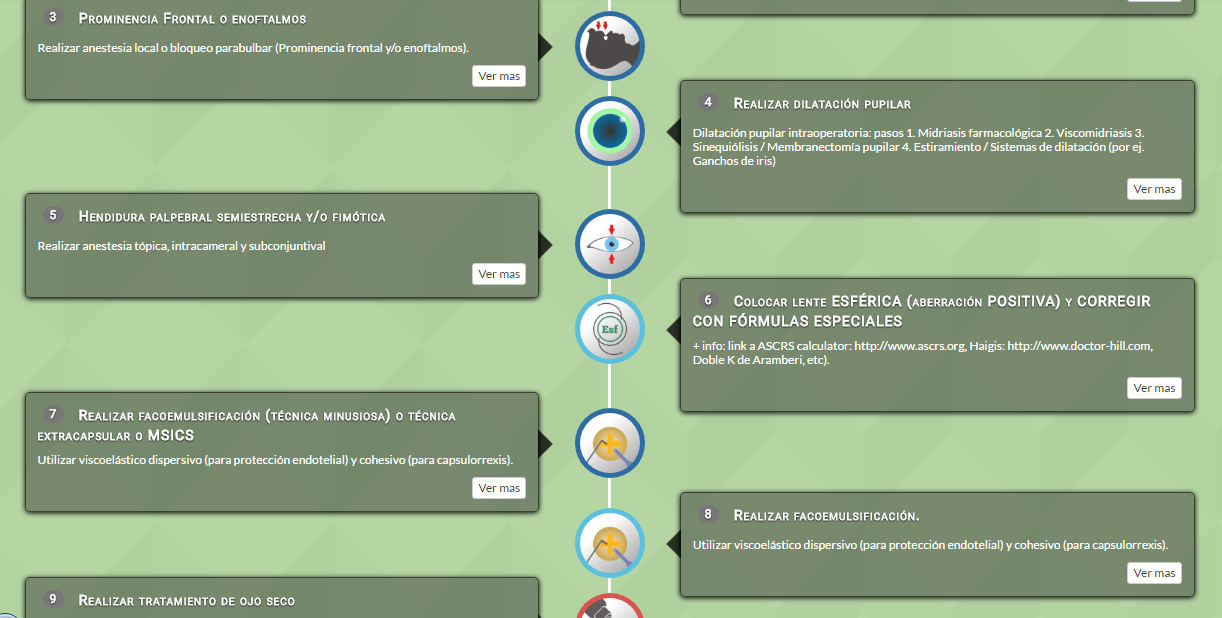 3 Prominencia Frontal o enoftalmos
Realizar anestesia local o bloqueo parabulbar (Prominencia frontal y/o enoftalmos).
Ver mas
4 Realizar dilatación pupilar
Dilatación pupilar intraoperatoria: pasos 1. Midriasis farmacológica 2. Viscomidriasis 3.
Sinequiólisis / Membranectomía pupilar 4. Estiramiento / Sistemas de dilatación (por ej.
Ganchos de iris)
Ver mas
5 Hendidura palpebral semiestrecha y/o fimótica
Realizar anestesia tópica, intracameral y subconjuntival
Ver mas
6 Colocar lente ESFÉRICA (aberración POSITIVA) y CORREGIR
CON FÓRMULAS ESPECIALES
+ info: link a ASCRS calculator: http://www.ascrs.org, Haigis: http://www.doctor-hill.com,
Doble K de Aramberi, etc).
Ver mas
Esf
7 Realizar facoemulsificación (técnica minusiosa) o técnica
extracapsular o MSICS
Utilizar viscoelástico dispersivo (para protección endotelial) y cohesivo (para capsulorrexis).
Ver mas
8 Realizar facoemulsificación.
Utilizar viscoelástico dispersivo (para protección endotelial) y cohesivo (para capsulorrexis).
Ver mas
9 Realizar tratamiento de ojo seco